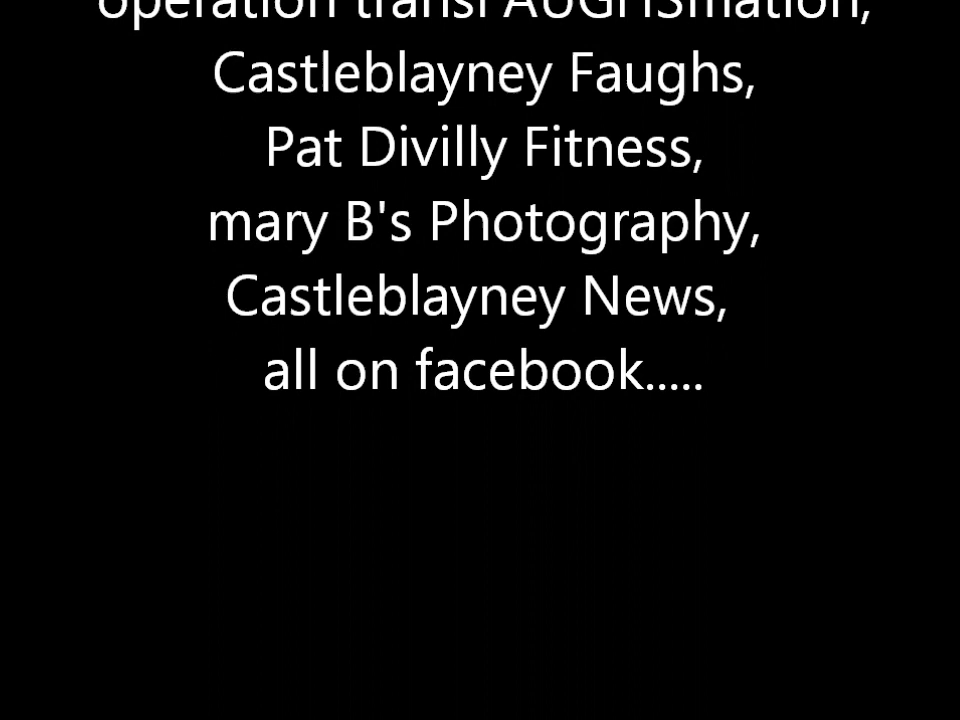 operation transFAUGHSmation,
Castleblayney Faughs,
Pat Divilly Fitness,
mary B's Photography,
Castleblayney News,
all on facebook.....